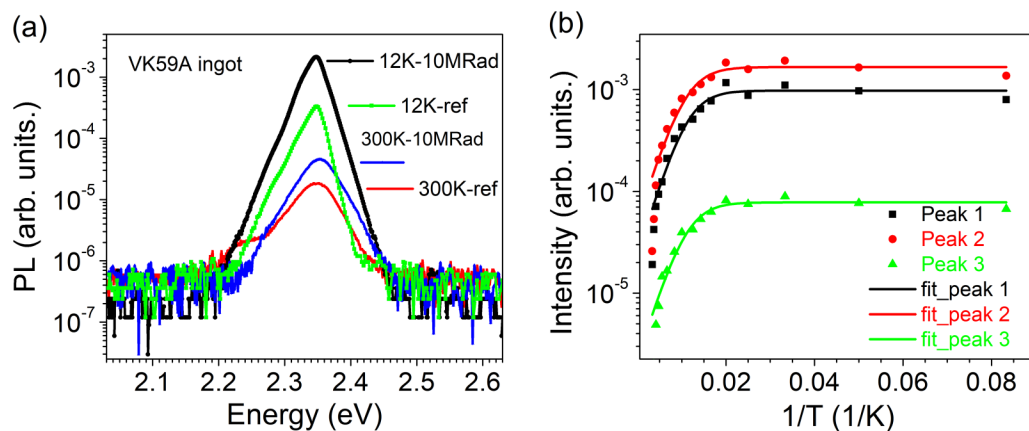 (a)
VK59A ingot
12K-10MRad
12K-ref
300K-10MRad
300K-ref
PL (arb. units.)
10⁻³
10⁻⁴
10⁻⁵
10⁻⁶
10⁻⁷
2.1 2.2 2.3 2.4 2.5 2.6
Energy (eV)
(b)
Intensity (arb. units.)
10⁻³
10⁻⁴
10⁻⁵
Peak 1
Peak 2
Peak 3
fit_peak 1
fit_peak 2
fit_peak 3
0.02 0.04 0.06 0.08
1/T (1/K)